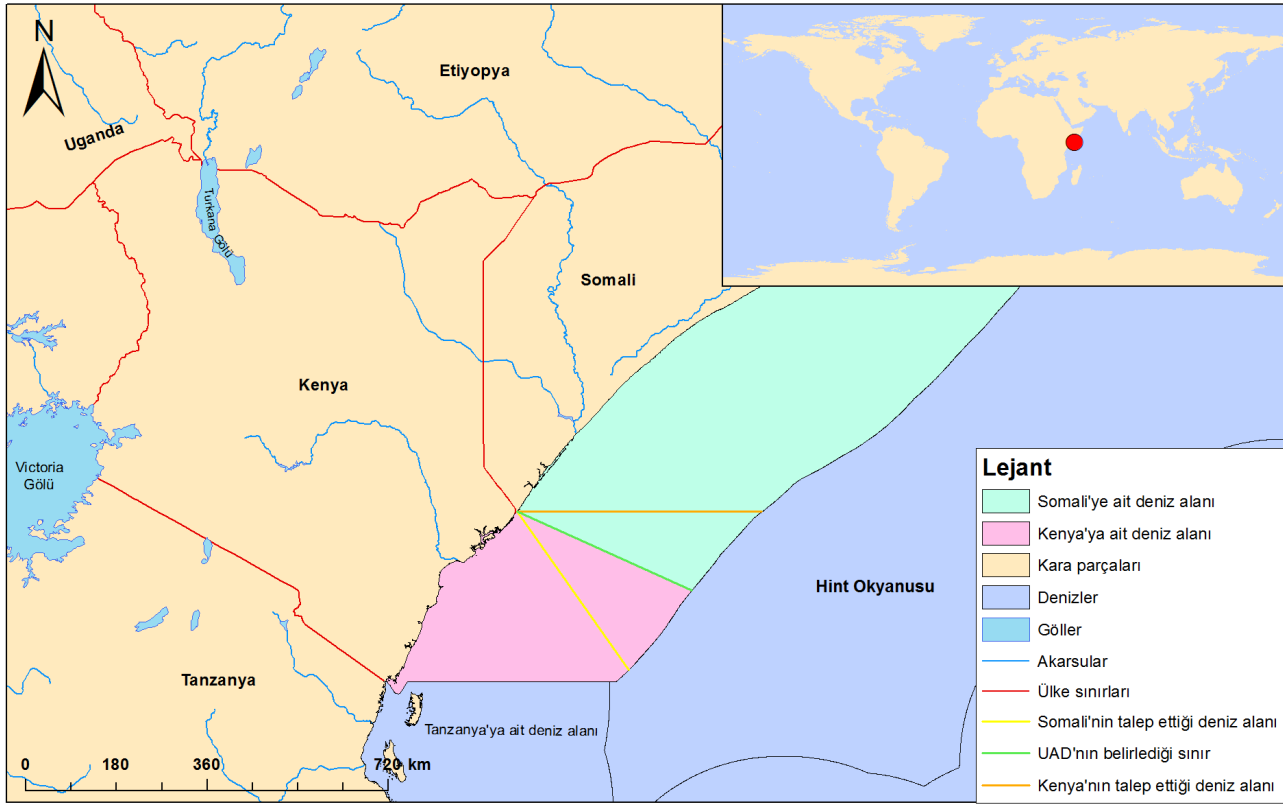 N
Etiyopya
Uganda
Turkana Gölü
Somali
Kenya
Victoria
Gölü
Hint Okyanusu
Tanzanya
Tanzanya'ya ait deniz alanı
0 180 360 720 km
Lejant
Somali'ye ait deniz alanı
Kenya'ya ait deniz alanı
Kara parçaları
Denizler
Göller
Akarsular
Ülke sınırları
Somali'nin talep ettiği deniz alanı
UAD'nın belirlediği sınır
Kenya'nın talep ettiği deniz alanı